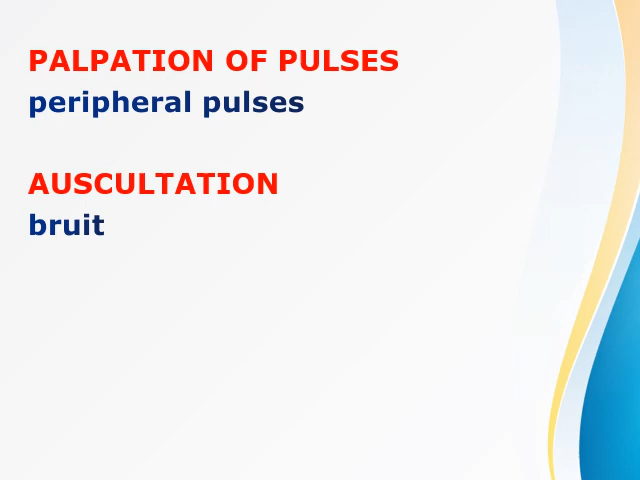 PALPATION OF PULSES
peripheral pulses
AUSCULTATION
bruit